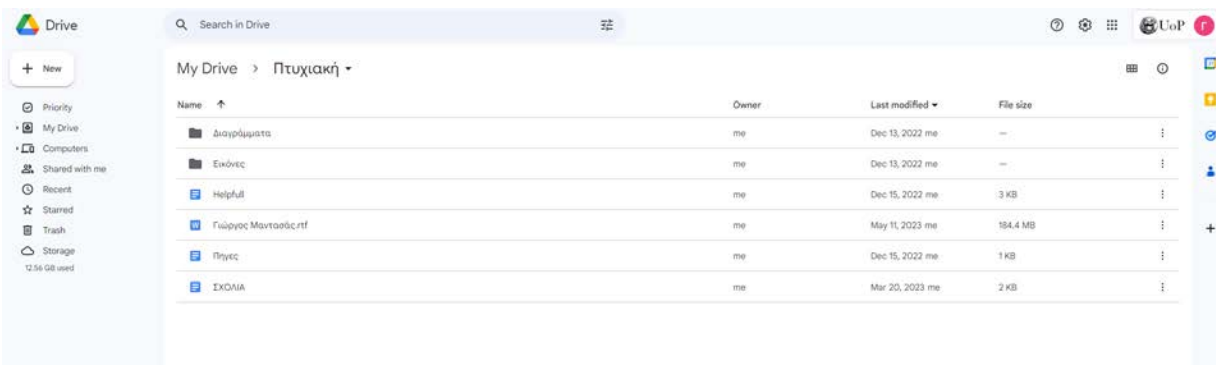 Drive
Search in Drive
UoP
Γ
New
My Drive > Πτυχιακή
Priority
My Drive
Computers
Shared with me
Recent
Starred
Trash
Storage
12.56 GB used
Name Owner Last modified File size
Διαγράμματα me Dec 13, 2022 me —
Εικόνες me Dec 13, 2022 me —
Helpfull me Dec 15, 2022 me 3 KB
Γιώργος Μαντασάς.rtf me May 11, 2023 me 184.4 MB
Πηγες me Dec 15, 2022 me 1 KB
ΣΧΟΛΙΑ me Mar 20, 2023 me 2 KB